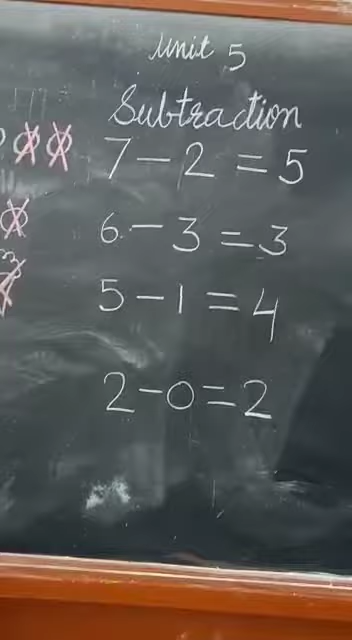 Unit 5
Subtraction
7 - 2 = 5
6 - 3 = 3
5 - 1 = 4
2 - 0 = 2